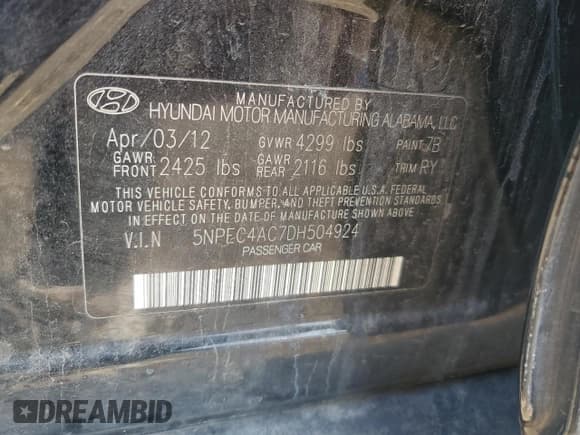 MANUFACTURED BY
HYUNDAI MOTOR MANUFACTURING ALABAMA, LLC
Apr/03/12 GVWR 4299 lbs PAINT 7B
GAWR FRONT 2425 lbs GAWR REAR 2116 lbs TRIM RY
THIS VEHICLE CONFORMS TO ALL APPLICABLE U.S.A. FEDERAL
MOTOR VEHICLE SAFETY, BUMPER, AND THEFT PREVENTION STANDARDS
IN EFFECT ON THE DATE OF MANUFACTURE SHOWN ABOVE.
V.I.N 5NPEC4AC7DH504924
PASSENGER CAR
DREAMBID